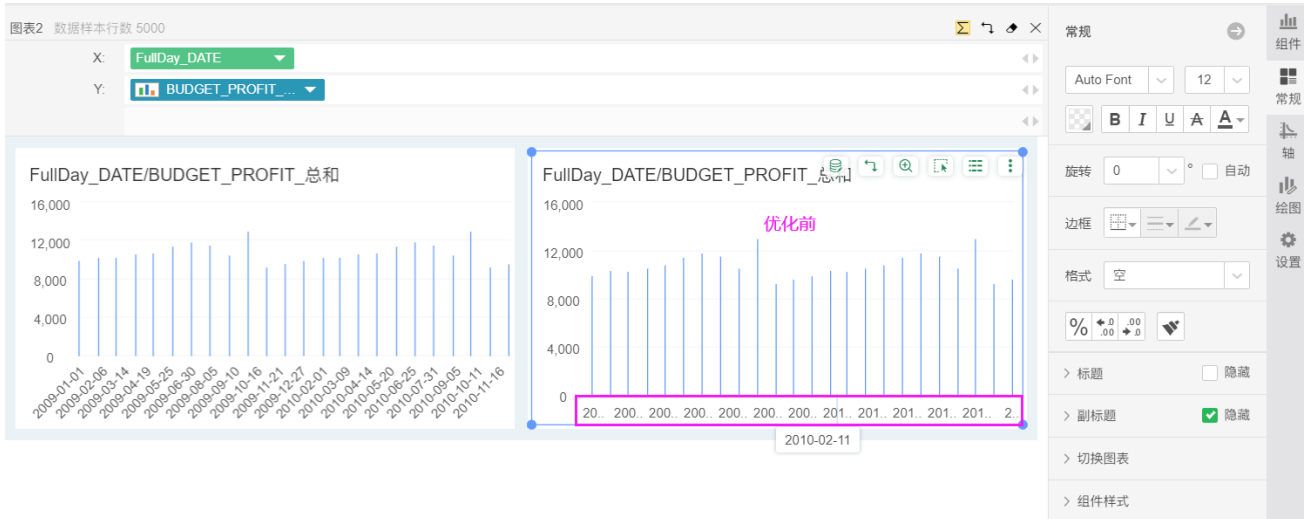 图表2 数据样本行数 5000
X: FullDay_DATE
Y: BUDGET_PROFIT_...
FullDay_DATE/BUDGET_PROFIT_总和
16,000
12,000
8,000
4,000
0
2009-01-01
2009-02-06
2009-03-14
2009-04-19
2009-05-25
2009-06-30
2009-08-05
2009-09-10
2009-10-16
2009-11-21
2009-12-27
2010-02-01
2010-03-09
2010-04-14
2010-05-20
2010-06-25
2010-07-31
2010-09-05
2010-10-11
2010-11-16
FullDay_DATE/BUDGET_PROFIT_总和
优化前
16,000
12,000
8,000
4,000
0
20.. 200.. 200.. 200.. 200.. 200.. 200.. 201.. 201.. 201.. 201.. 201.. 2..
2010-02-11
常规
Auto Font 12
B I U A A
旋转 0 ° 自动
边框
格式 空
% .0 .00 .00 .0
标题 隐藏
副标题 隐藏
切换图表
组件样式
组件
常规
轴
绘图
设置